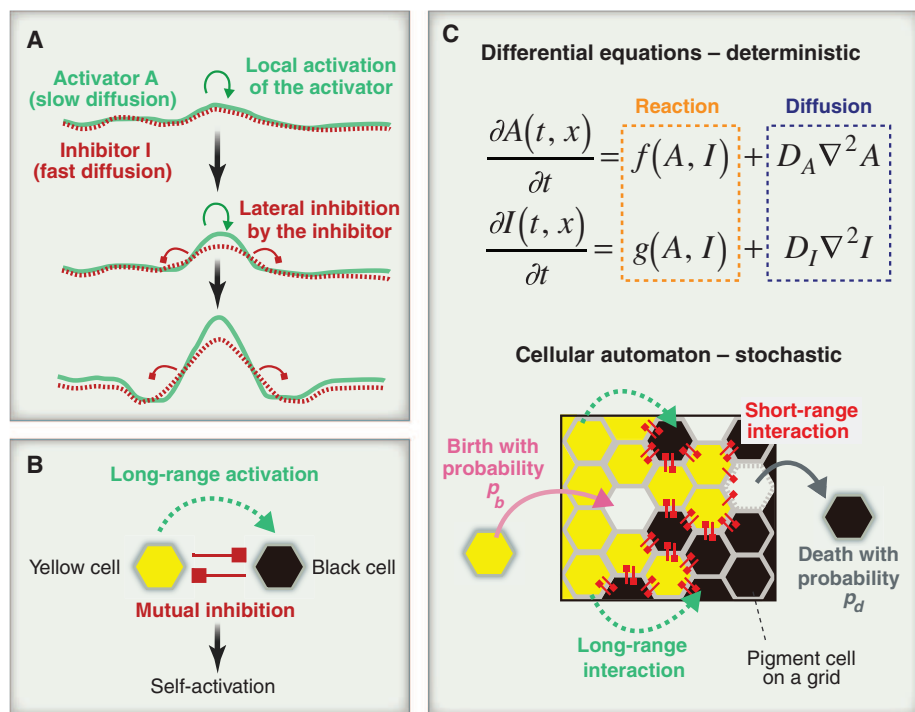 A
Activator A
(slow diffusion)
Local activation
of the activator
Inhibitor I
(fast diffusion)
Lateral inhibition
by the inhibitor
B
Long-range activation
Yellow cell
Black cell
Mutual inhibition
Self-activation
C
Differential equations – deterministic
Reaction
Diffusion
∂A(t, x)/∂t = f(A, I) + D_A ∇²A
∂I(t, x)/∂t = g(A, I) + D_I ∇²I
Cellular automaton – stochastic
Short-range
interaction
Birth with
probability
p_b
Death with
probability
p_d
Long-range
interaction
Pigment cell
on a grid